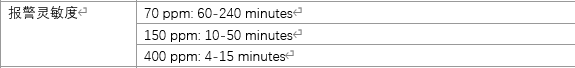 报警灵敏度
70 ppm: 60-240 minutes
150 ppm: 10-50 minutes
400 ppm: 4-15 minutes